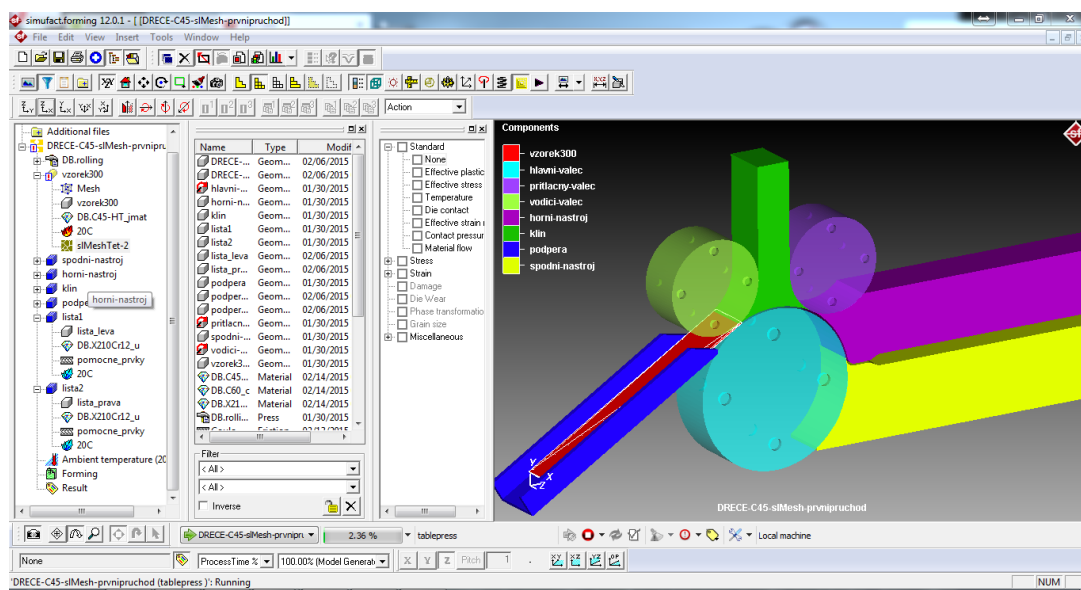 simufact.forming 12.0.1 - [ [DRECE-C45-slMesh-prvnipruchod]]
File Edit View Insert Tools Window Help
Action
Additional files
DRECE-C45-slMesh-prvnipru
DB.rolling
vzorek300
Mesh
vzorek300
DB.C45-HT_jmat
20C
slMeshTet-2
spodni-nastroj
horni-nastroj
klin
podpe
horni-nastroj
lista1
lista_leva
DB.X210Cr12_u
pomocne_prvky
20C
lista2
lista_prava
DB.X210Cr12_u
pomocne_prvky
20C
Ambient temperature (20
Forming
Result
Name Type Modif
DRECE-... Geom... 02/06/2015
DRECE-... Geom... 02/06/2015
hlavni-... Geom... 01/30/2015
horni-n... Geom... 01/30/2015
klin Geom... 01/30/2015
lista1 Geom... 01/30/2015
lista2 Geom... 01/30/2015
lista_leva Geom... 02/06/2015
lista_pr... Geom... 02/06/2015
podpera Geom... 01/30/2015
podper... Geom... 02/06/2015
podper... Geom... 02/06/2015
pritlacn... Geom... 01/30/2015
spodni-... Geom... 01/30/2015
vodici-... Geom... 01/30/2015
vzorek3... Geom... 01/30/2015
DB.C45... Material 02/14/2015
DB.C60_c Material 02/14/2015
DB.X21... Material 02/14/2015
DB.rolli... Press 01/30/2015
Filter
< All >
< All >
Inverse
Standard
None
Effective plastic
Effective stress
Temperature
Die contact
Effective strain r
Contact pressur
Material flow
Stress
Strain
Damage
Die Wear
Phase transformatio
Grain size
Miscellaneous
Components
vzorek300
hlavni-valec
pritlacny-valec
vodici-valec
horni-nastroj
klin
podpera
spodni-nastroj
Y
X
Z
DRECE-C45-slMesh-prvnipruchod
DRECE-C45-slMesh-prvnipru 2.36 % tablepress Local machine
None ProcessTime % 100.00% (Model Generati X Y Z Pitch 1
'DRECE-C45-slMesh-prvnipruchod (tablepress )': Running NUM